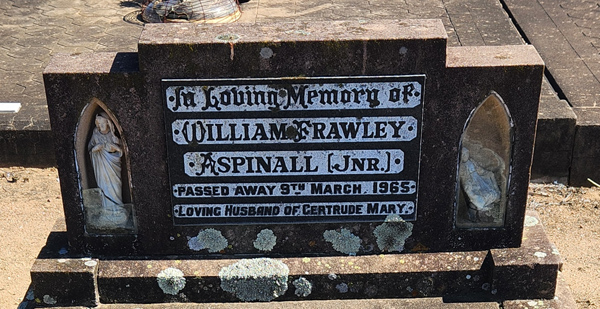 In Loving Memory of
WILLIAM FRAWLEY
ASPINALL (JNR.)
PASSED AWAY 9TH MARCH, 1965
LOVING HUSBAND OF GERTRUDE MARY.